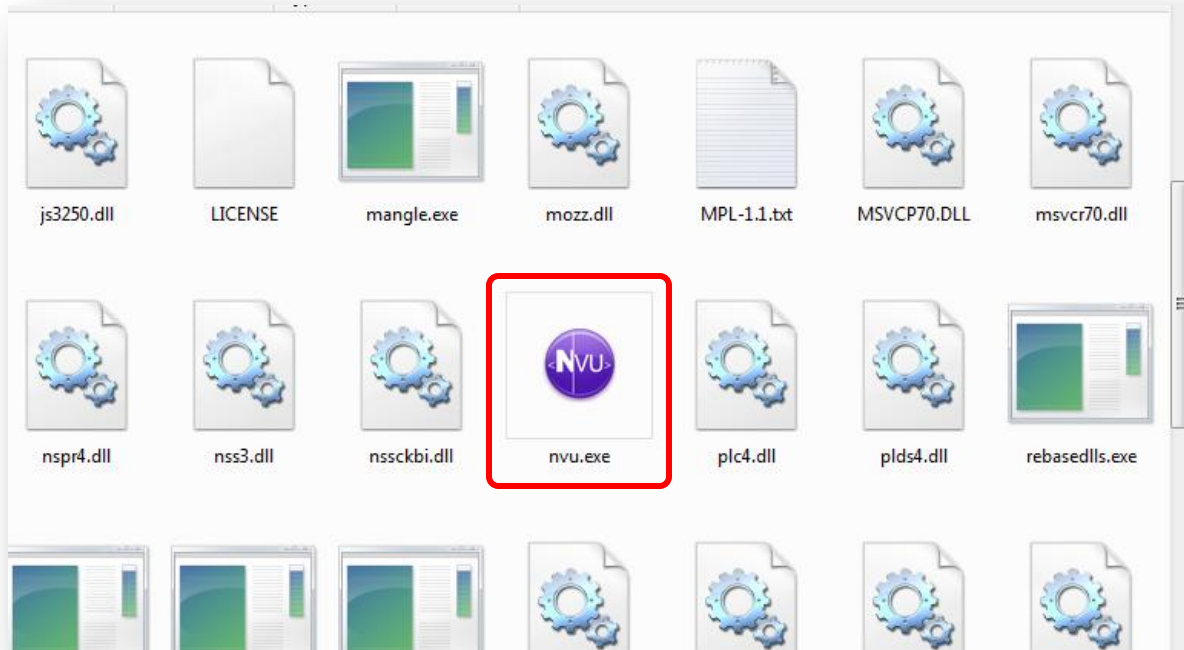 js3250.dll
LICENSE
mangle.exe
mozz.dll
MPL-1.1.txt
MSVCP70.DLL
msvcr70.dll
<NVU>
nspr4.dll
nss3.dll
nssckbi.dll
nvu.exe
plc4.dll
plds4.dll
rebasedlls.exe